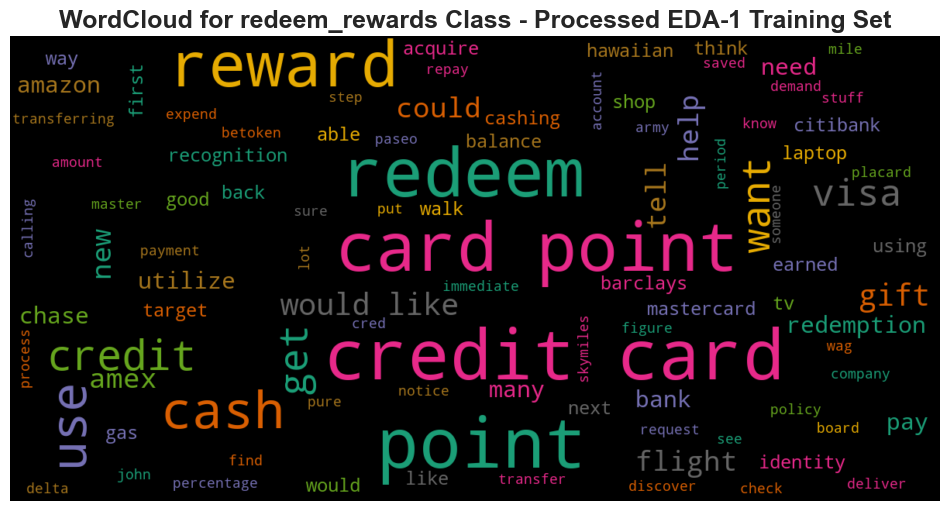 WordCloud for redeem_rewards Class - Processed EDA-1 Training Set
way
amazon
transferring
first
reward
acquire
repay
hawaiian
think
saved
need
mile
demand
stuff
step
expend
betoken
could
cashing
able
paseo
balance
account
shop
army
help
know
citibank
amount
recognition
redeem
period
laptop
placard
calling
master
good
back
sure
put
walk
tell
want
someone
visa
new
payment
lot
card point
using
utilize
immediate
barclays
earned
chase
target
would like
cred
mastercard
tv
gift
figure
redemption
process
credit
amex
get
credit card
skymiles
wag
company
use
cash
pure
notice
many
next
bank
policy
gas
point
request
see
board
pay
find
flight
identity
delta
john
percentage
would
like
transfer
discover
check
deliver